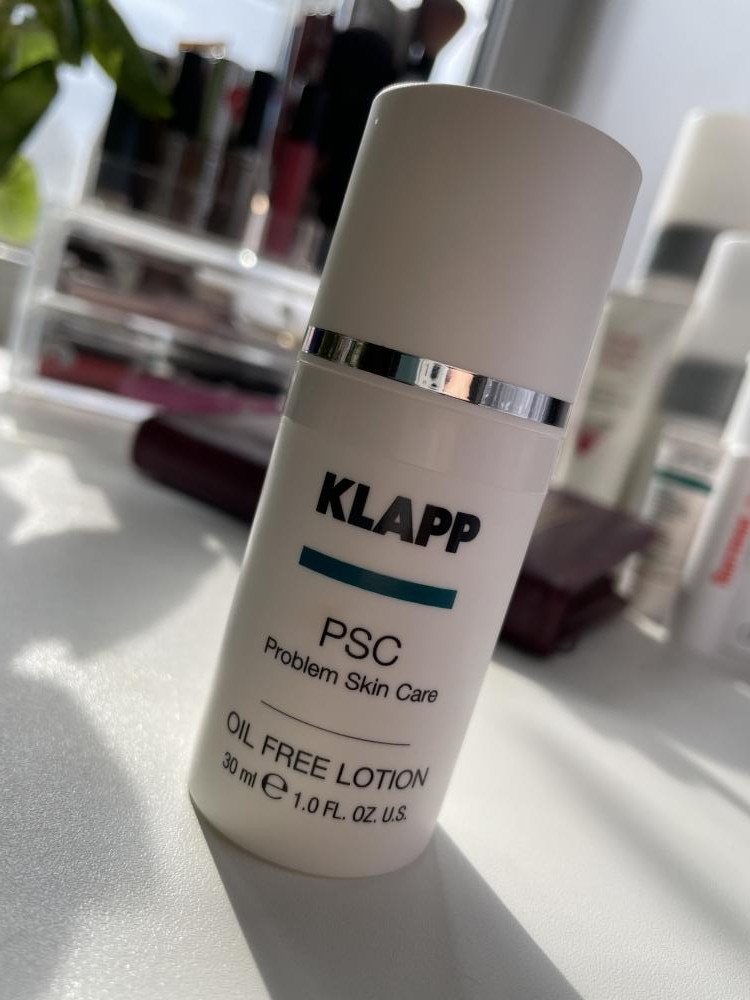 KLAPP
PSC
Problem Skin Care
OIL FREE LOTION
30 ml ℮ 1.0 FL. OZ. U.S.